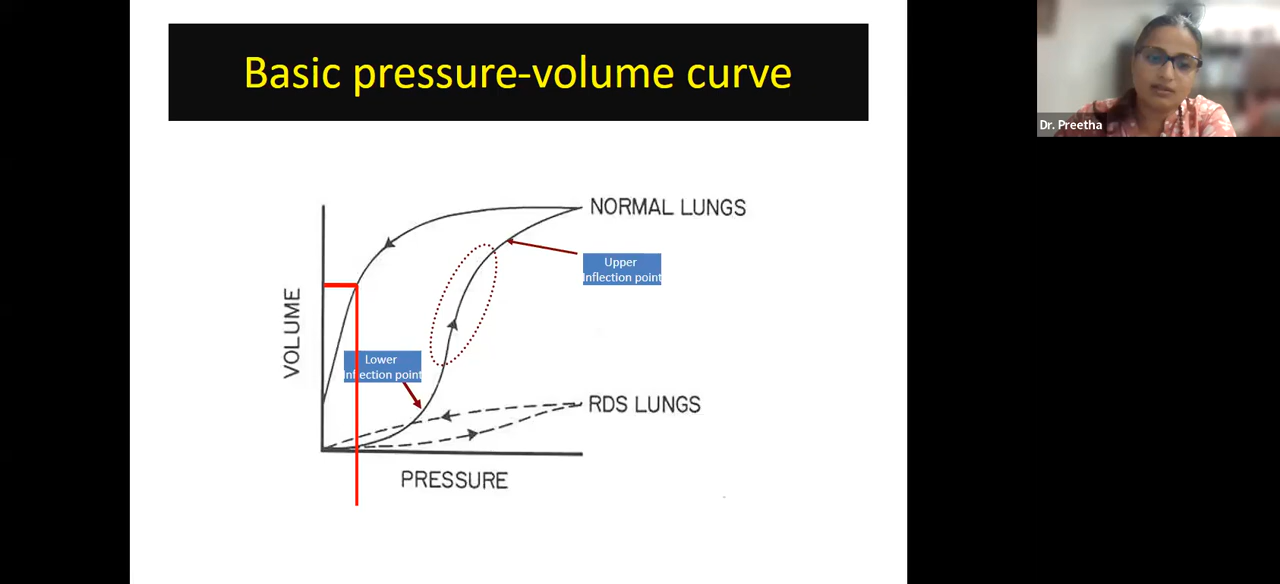 Basic pressure-volume curve
Dr. Preetha
NORMAL LUNGS
Upper
inflection point
VOLUME
Lower
inflection point
RDS LUNGS
PRESSURE